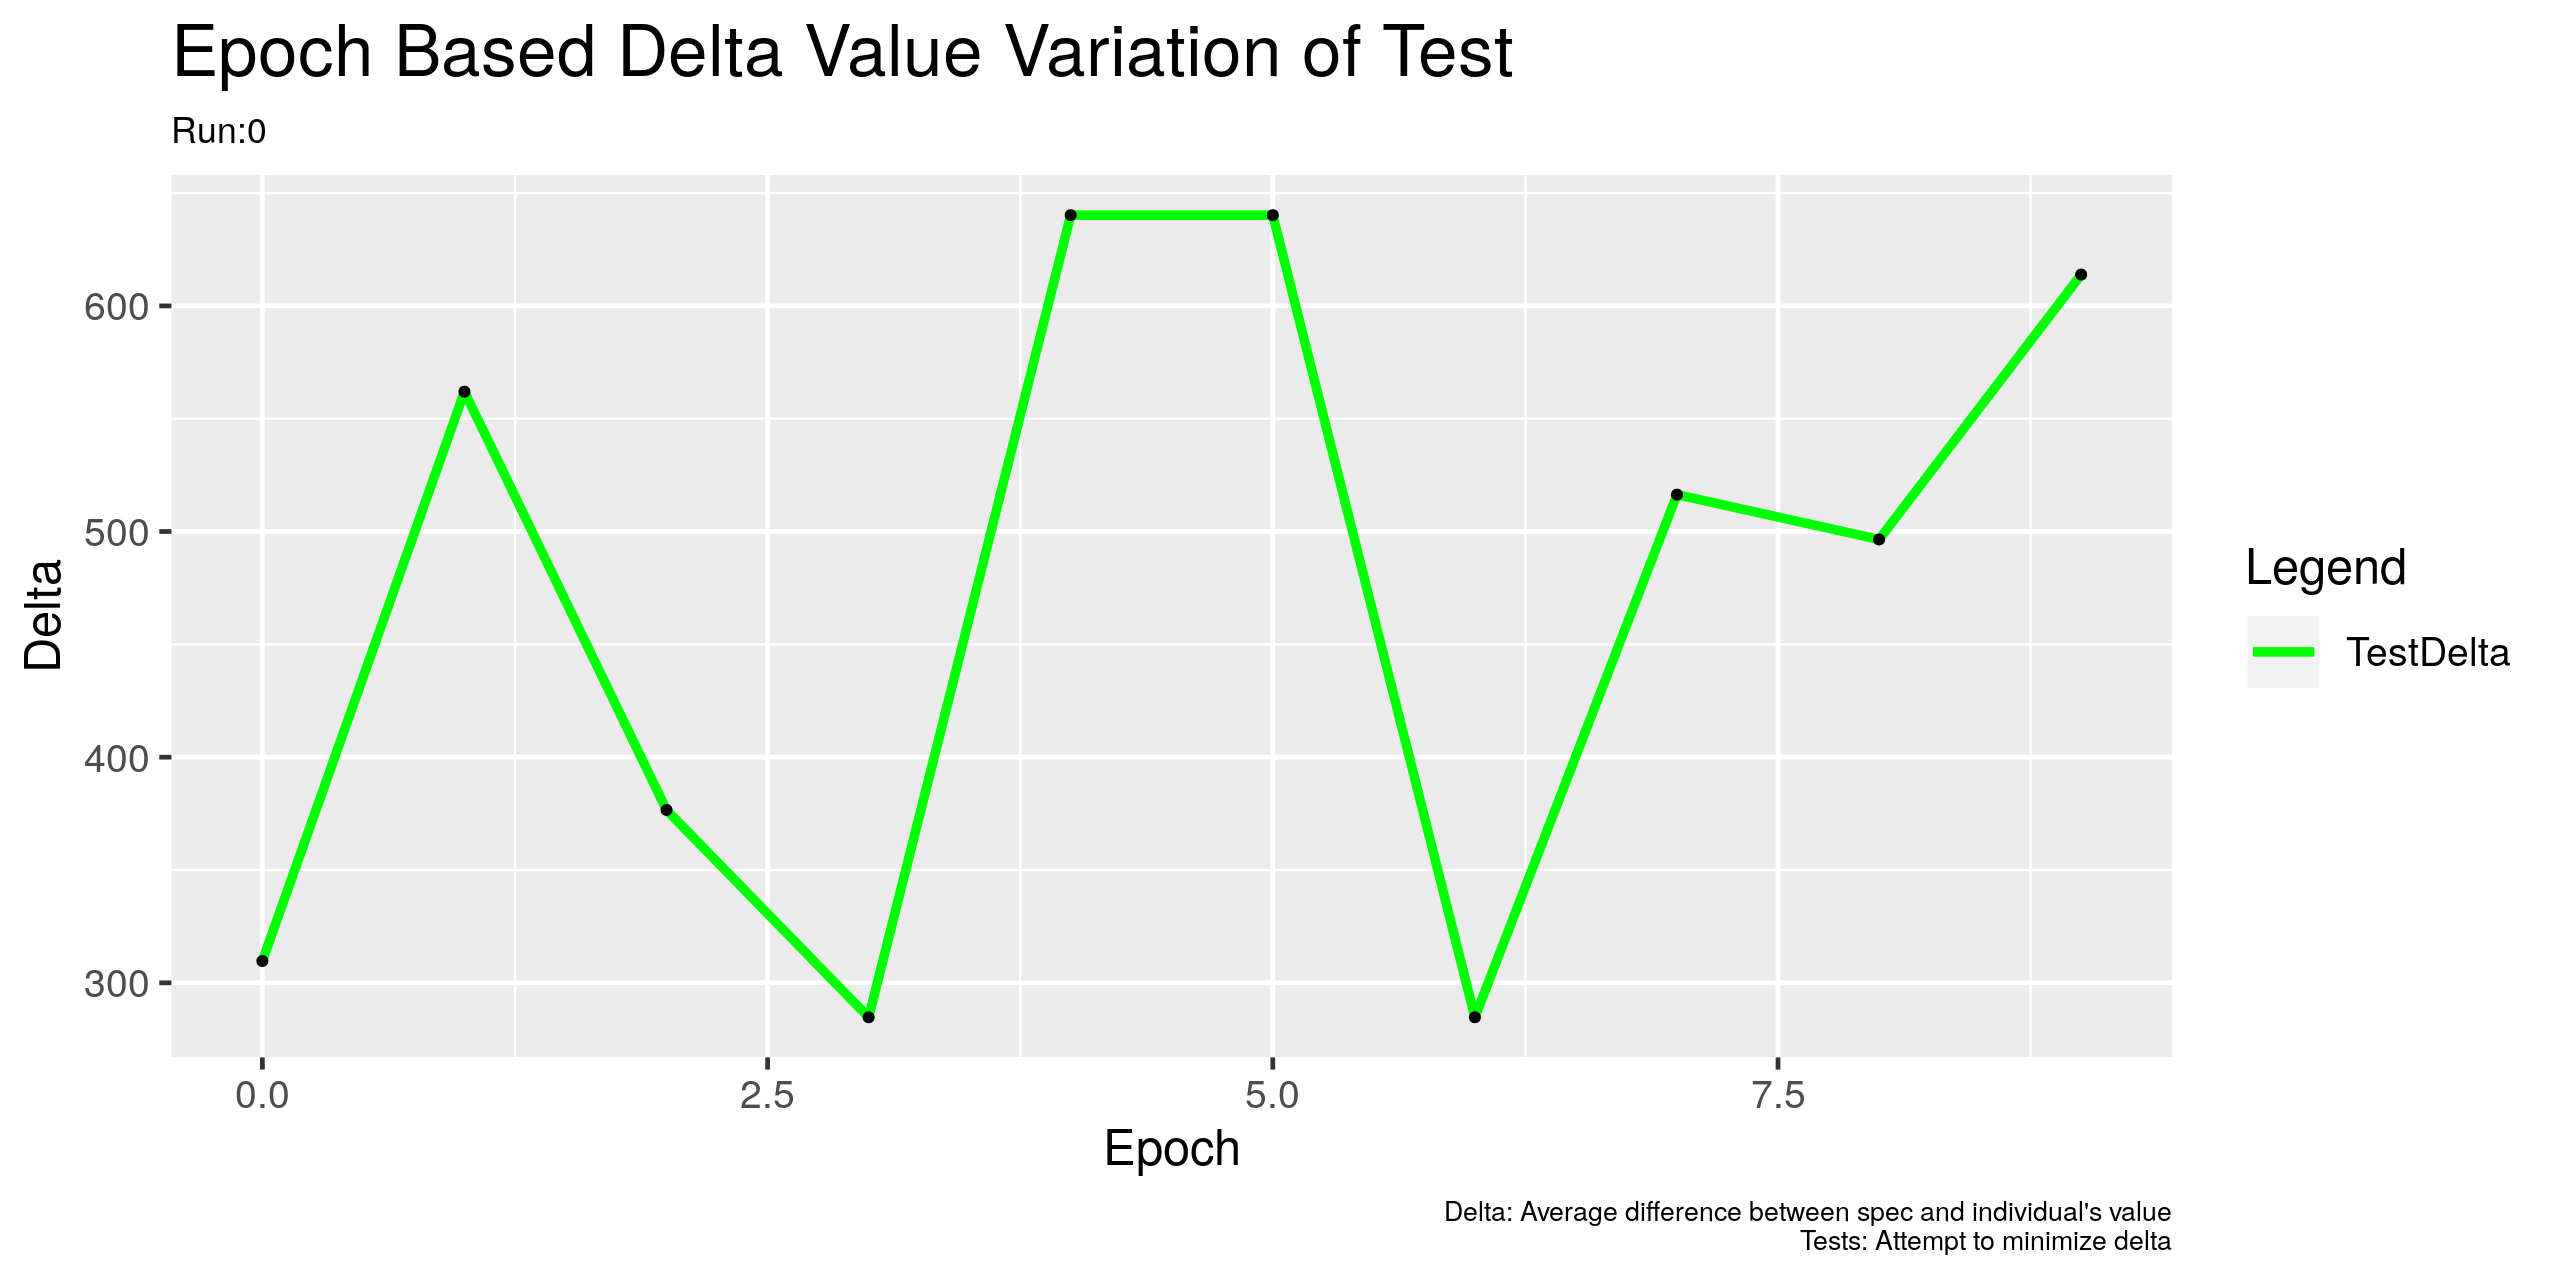 Epoch Based Delta Value Variation of Test
Run:0
Delta
600
500
400
300
0.0 2.5 5.0 7.5
Epoch
Legend
TestDelta
Delta: Average difference between spec and individual's value
Tests: Attempt to minimize delta